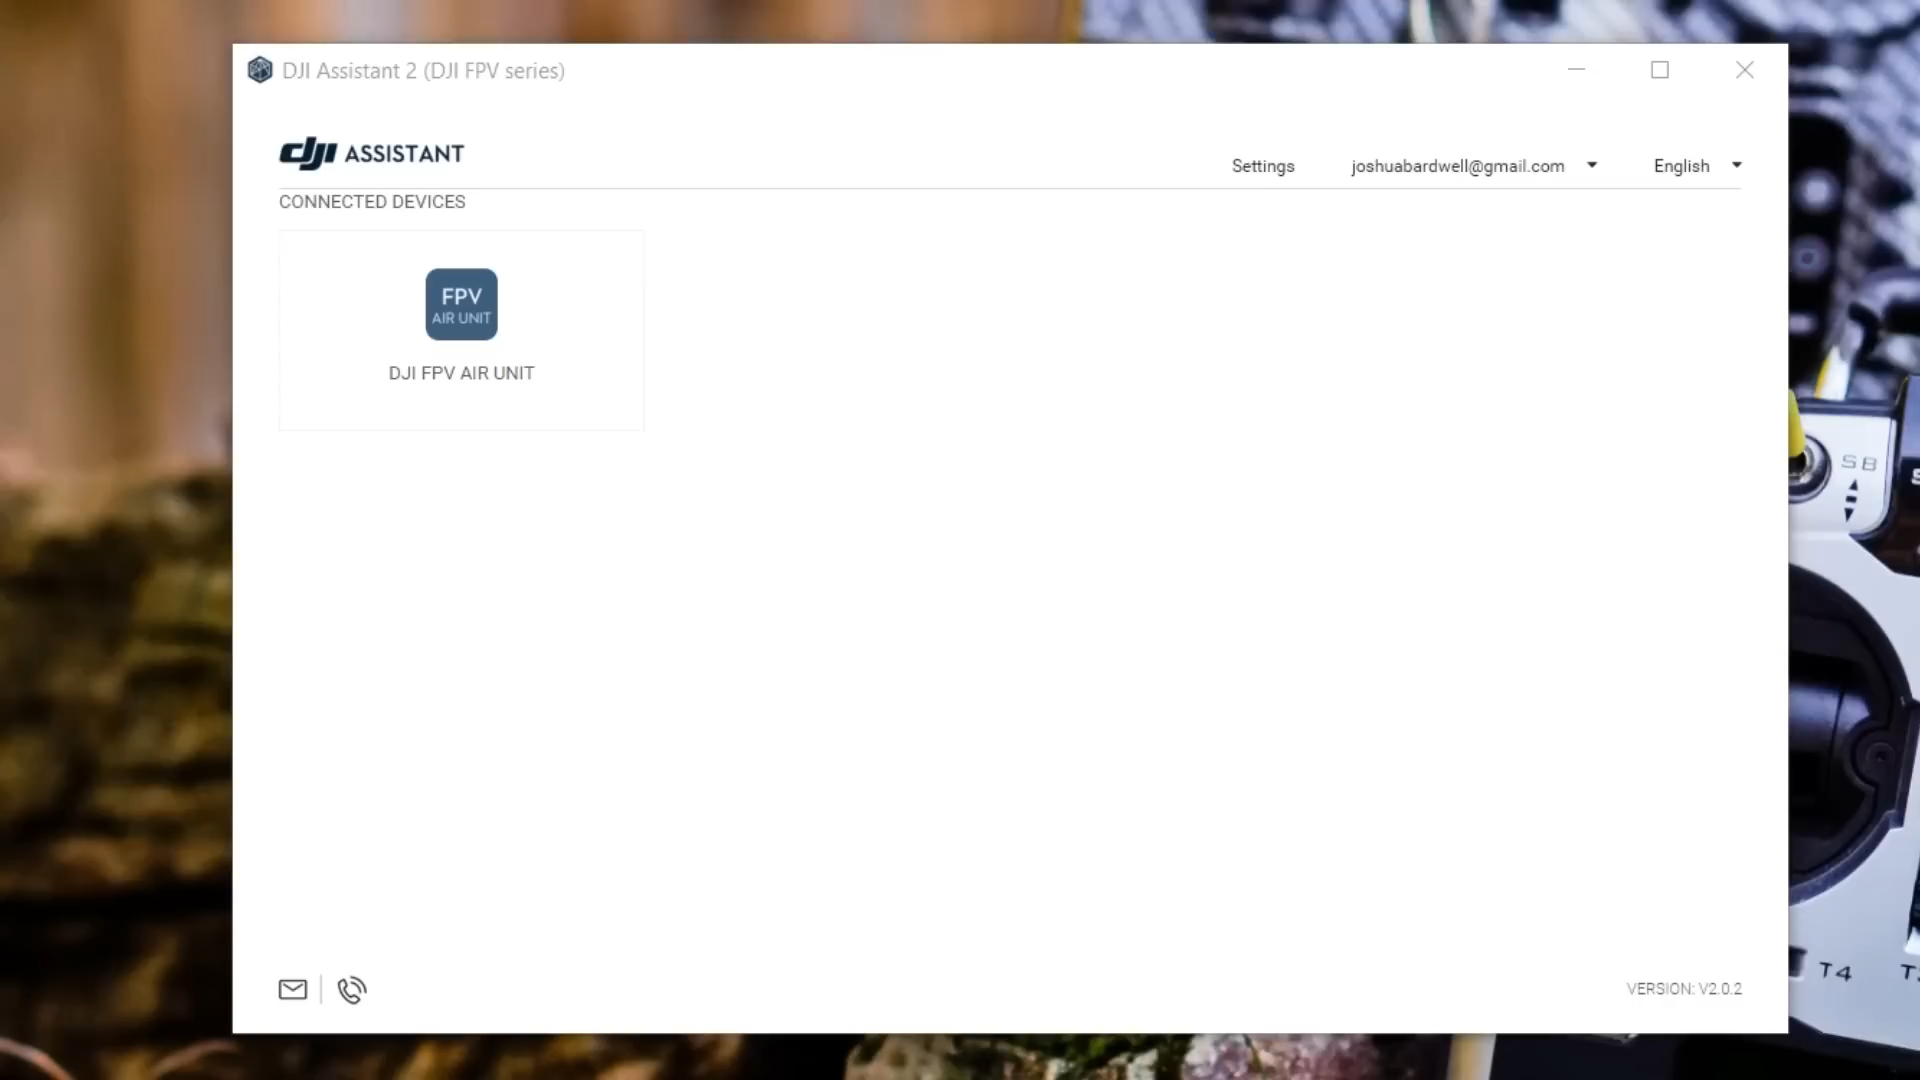 DJI Assistant 2 (DJI FPV series)
dji ASSISTANT
Settings
joshuabardwell@gmail.com
English
CONNECTED DEVICES
FPV
AIR UNIT
DJI FPV AIR UNIT
SB
T4
VERSION: V2.0.2